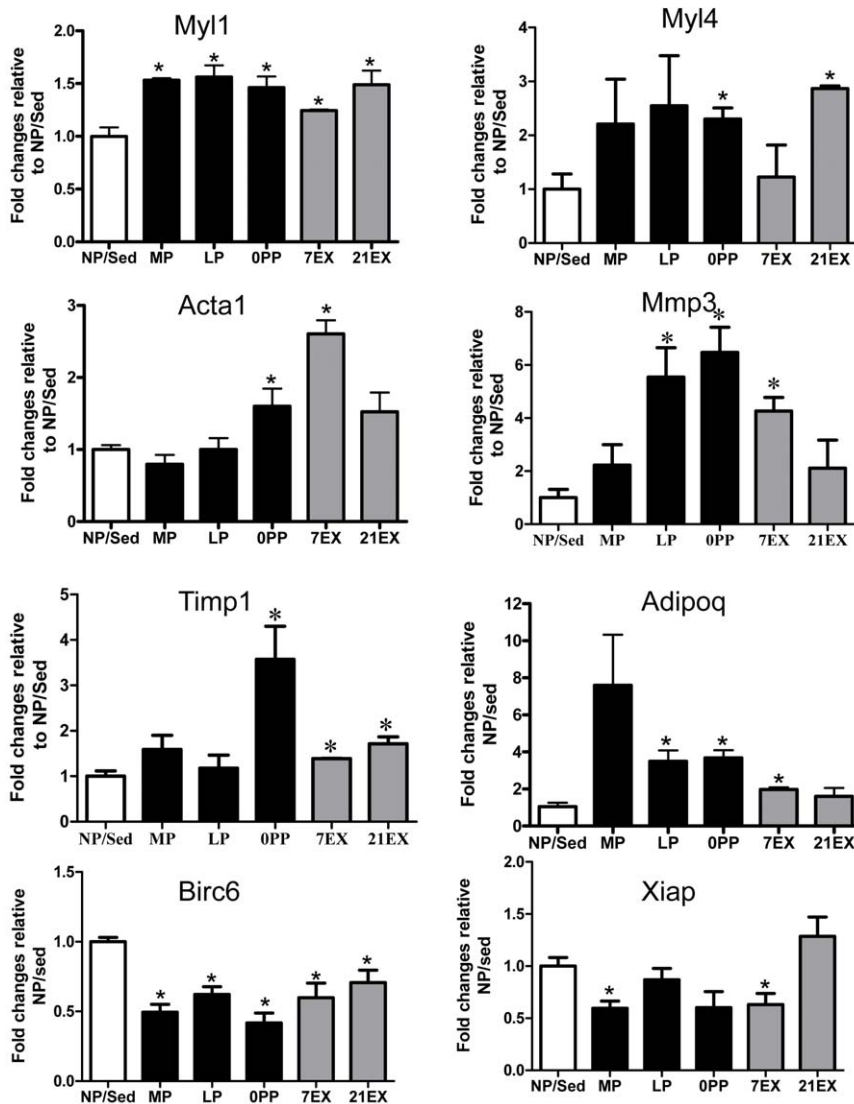 Myl1
Fold changes relative
to NP/Sed
2.0
1.5
1.0
0.5
0.0
* * * * *
NP/Sed MP LP 0PP 7EX 21EX
Myl4
Fold changes relative
to NP/Sed
4
3
2
1
0
* *
NP/Sed MP LP 0PP 7EX 21EX
Acta1
Fold changes relative
to NP/Sed
3
2
1
0
* *
NP/Sed MP LP 0PP 7EX 21EX
Mmp3
Fold changes relative
to NP/Sed
8
6
4
2
0
* * *
NP/Sed MP LP 0PP 7EX 21EX
Timp1
Fold changes relative
to NP/Sed
5
4
3
2
1
0
* * *
NP/Sed MP LP 0PP 7EX 21EX
Adipoq
Fold changes relative
NP/sed
12
10
8
6
4
2
0
* * *
NP/Sed MP LP 0PP 7EX 21EX
Birc6
Fold changes relative
NP/sed
1.5
1.0
0.5
0.0
* * * * *
NP/Sed MP LP 0PP 7EX 21EX
Xiap
Fold changes relative
NP/sed
2.0
1.5
1.0
0.5
0.0
* *
NP/Sed MP LP 0PP 7EX 21EX